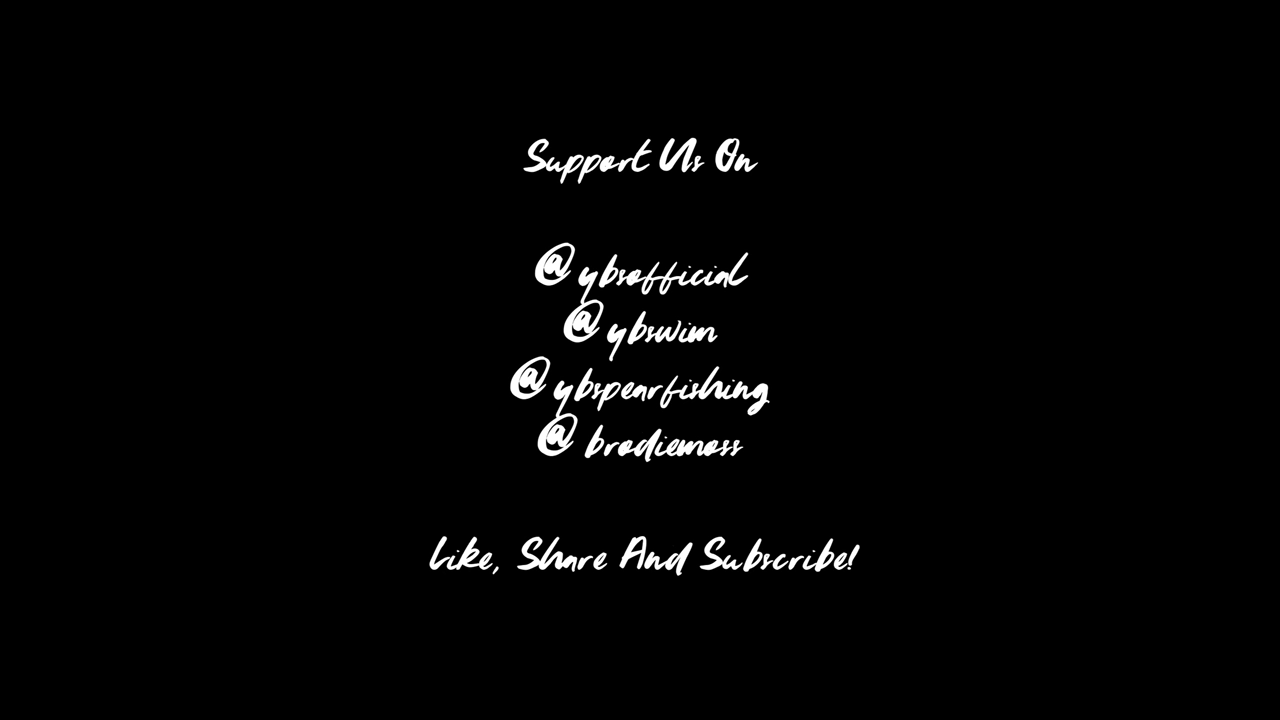 Support Us On
@ybsofficial
@ybswim
@ybspearfishing
@brodiemoss
Like, Share And Subscribe!